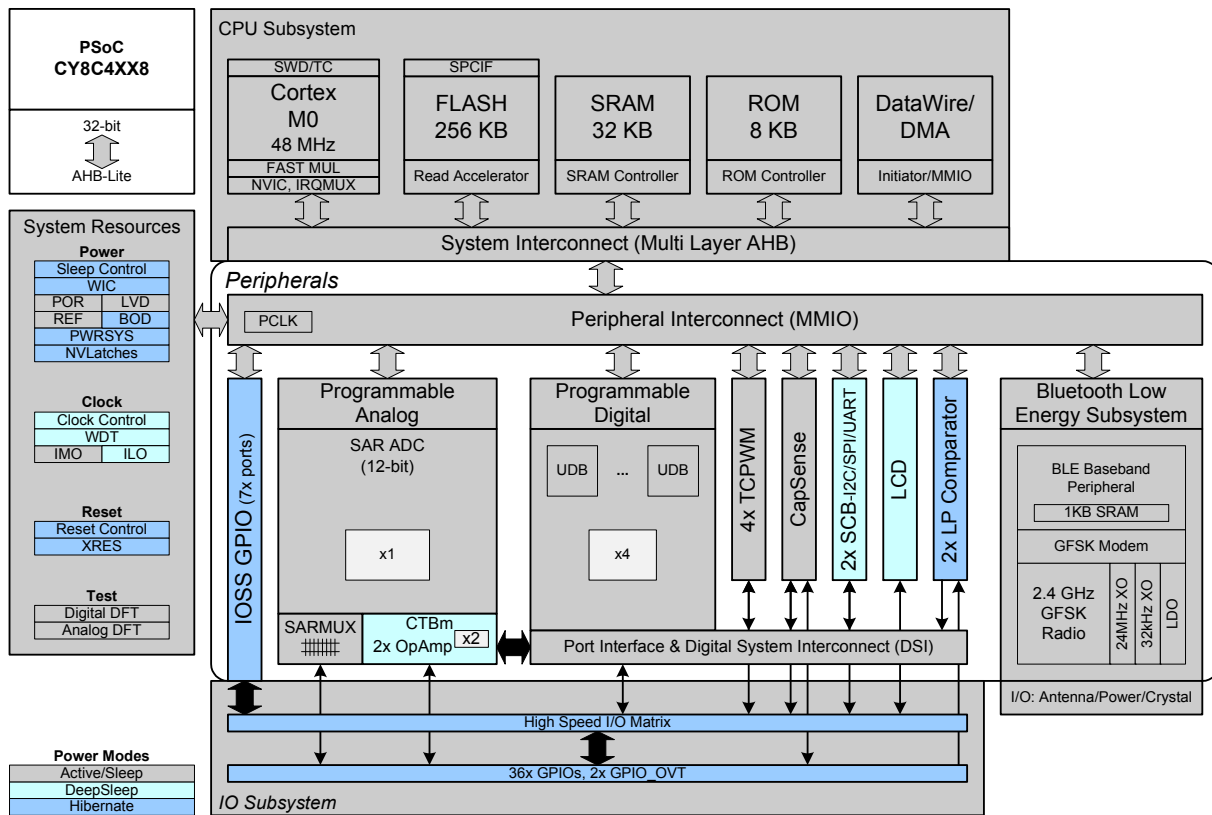 PSoC
CY8C4XX8
32-bit
AHB-Lite
CPU Subsystem
SWD/TC
Cortex
M0
48 MHz
FAST MUL
NVIC, IRQMUX
SPCIF
FLASH
256 KB
Read Accelerator
SRAM
32 KB
SRAM Controller
ROM
8 KB
ROM Controller
DataWire/
DMA
Initiator/MMIO
System Interconnect (Multi Layer AHB)
System Resources
Power
Sleep Control
WIC
POR
LVD
REF
BOD
PWRSYS
NVLatches
Clock
Clock Control
WDT
IMO
ILO
Reset
Reset Control
XRES
Test
Digital DFT
Analog DFT
Peripherals
PCLK
Peripheral Interconnect (MMIO)
IOSS GPIO (7x ports)
Programmable
Analog
SAR ADC
(12-bit)
x1
SARMUX
CTBm
2x OpAmp
x2
Programmable
Digital
UDB
...
UDB
x4
4x TCPWM
CapSense
2x SCB-I2C/SPI/UART
LCD
2x LP Comparator
Port Interface & Digital System Interconnect (DSI)
Bluetooth Low
Energy Subsystem
BLE Baseband
Peripheral
1KB SRAM
GFSK Modem
2.4 GHz
GFSK
Radio
24MHz XO
32kHz XO
LDO
I/O: Antenna/Power/Crystal
High Speed I/O Matrix
36x GPIOs, 2x GPIO_OVT
IO Subsystem
Power Modes
Active/Sleep
DeepSleep
Hibernate